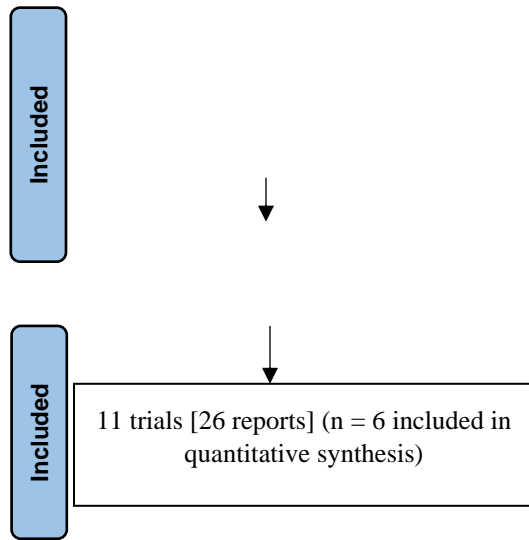 Included
Included
11 trials [26 reports] (n = 6 included in
quantitative synthesis)